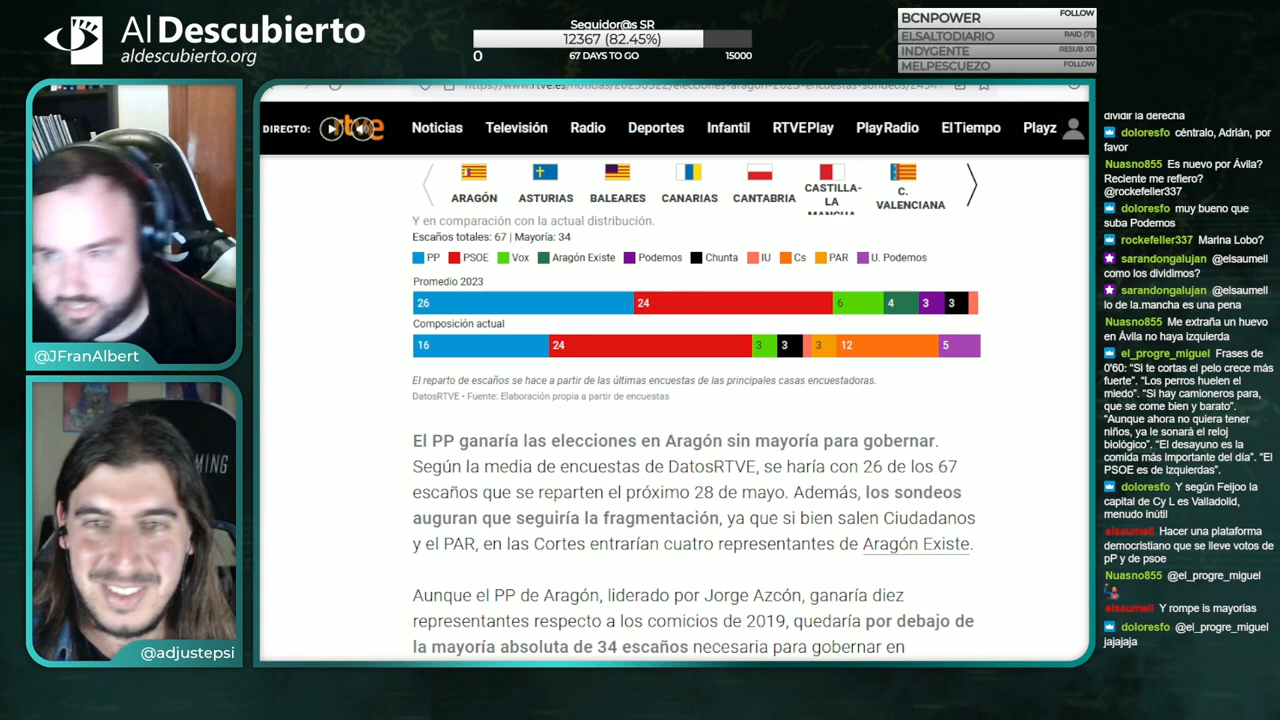 Al Descubierto
aldescubierto.org
Seguidor@s SR
12367 (82.45%)
0
67 DAYS TO GO
15000
BCNPOWER FOLLOW
ELSALTODIARIO RAID (71)
INDYGENTE RESUB X11
MELPESCUEZO FOLLOW
@JFranAlbert
@adjustepsi
DIRECTO:
rtve
Noticias
Televisión
Radio
Deportes
Infantil
RTVEPlay
PlayRadio
ElTiempo
Playz
ARAGÓN
ASTURIAS
BALEARES
CANARIAS
CANTABRIA
CASTILLA-
LA
MANCHA
C.
VALENCIANA
Y en comparación con la actual distribución.
Escaños totales: 67 | Mayoría: 34
PP PSOE Vox Aragón Existe Podemos Chunta IU Cs PAR U. Podemos
Promedio 2023
26 24 6 4 3 3
Composición actual
16 24 3 3 3 12 5
El reparto de escaños se hace a partir de las últimas encuestas de las principales casas encuestadoras.
DatosRTVE • Fuente: Elaboración propia a partir de encuestas
El PP ganaría las elecciones en Aragón sin mayoría para gobernar.
Según la media de encuestas de DatosRTVE, se haría con 26 de los 67
escaños que se reparten el próximo 28 de mayo. Además, los sondeos
auguran que seguiría la fragmentación, ya que si bien salen Ciudadanos
y el PAR, en las Cortes entrarían cuatro representantes de Aragón Existe.
Aunque el PP de Aragón, liderado por Jorge Azcón, ganaría diez
representantes respecto a los comicios de 2019, quedaría por debajo de
la mayoría absoluta de 34 escaños necesaria para gobernar en
dividir la derecha
doloresfo céntralo, Adrián, por
favor
Nuasno855 Es nuevo por Ávila?
Reciente me refiero?
@rockefeller337
doloresfo muy bueno que
suba Podemos
rockefeller337 Marina Lobo?
sarandongalujan @elsaumell
como los dividimos?
sarandongalujan @elsaumell
lo de la.mancha es una pena
Nuasno855 Me extraña un huevo
en Ávila no haya izquierda
el_progre_miguel Frases de
0'60: "Si te cortas el pelo crece más
fuerte". "Los perros huelen el
miedo". "Si hay camioneros para,
que se come bien y barato".
"Aunque ahora no quiera tener
niños, ya le sonará el reloj
biológico". "El desayuno es la
comida más importante del día". "El
PSOE es de izquierdas".
doloresfo Y según Feijoo la
capital de Cy L es Valladolid,
menudo inútil
elsaumell Hacer una plataforma
democristiano que se lleve votos de
pP y de psoe
Nuasno855 @el_progre_miguel
elsaumell Y rompe is mayorias
doloresfo @el_progre_miguel
jajajaja